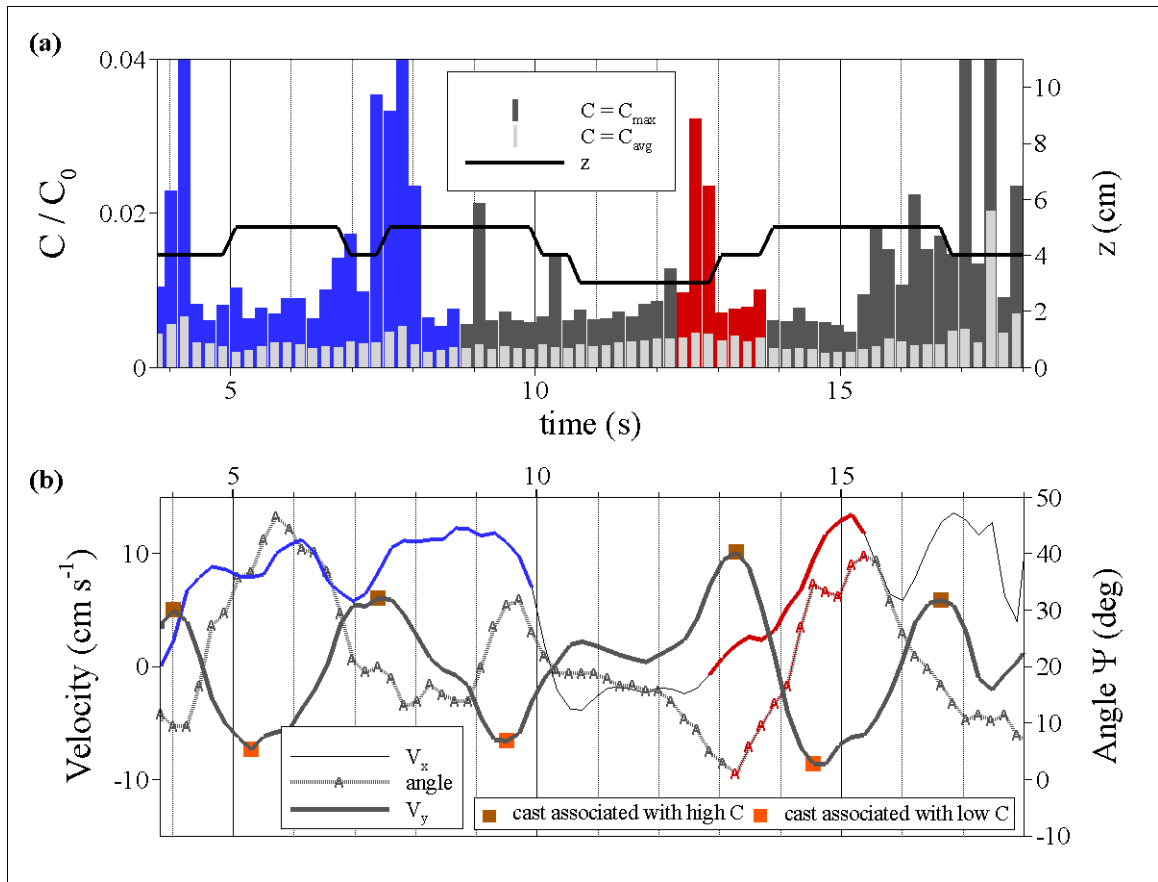 (a)
0.04
0.02
0
C / C0
C = Cmax
C = Cavg
z
10
8
6
4
2
0
z (cm)
5
10
15
time (s)
(b)
5
10
15
10
0
-10
Velocity (cm s-1)
50
40
30
20
10
0
-10
Angle Ψ (deg)
Vx
angle
Vy
cast associated with high C
cast associated with low C